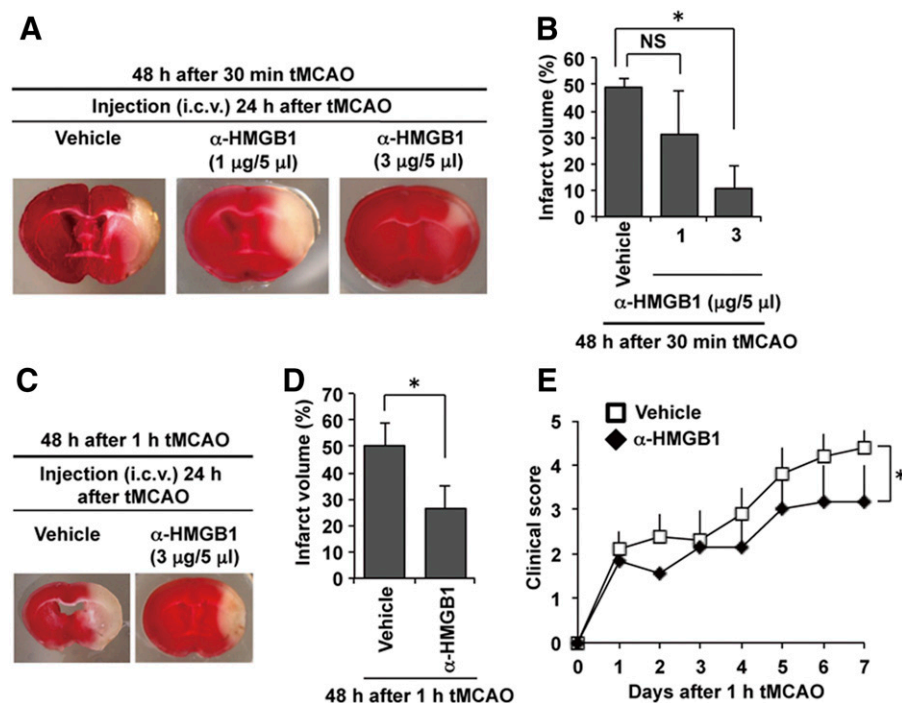 A
48 h after 30 min tMCAO
Injection (i.c.v.) 24 h after tMCAO
Vehicle
α-HMGB1
(1 μg/5 μl)
α-HMGB1
(3 μg/5 μl)
B
Infarct volume (%)
60
50
40
30
20
10
0
NS
*
Vehicle
1
3
α-HMGB1 (μg/5 μl)
48 h after 30 min tMCAO
C
48 h after 1 h tMCAO
Injection (i.c.v.) 24 h
after tMCAO
Vehicle
α-HMGB1
(3 μg/5 μl)
D
Infarct volume (%)
70
60
50
40
30
20
10
0
*
Vehicle
α-HMGB1
48 h after 1 h tMCAO
E
Clinical score
5
4
3
2
1
0
Vehicle
α-HMGB1
*
0 1 2 3 4 5 6 7
Days after 1 h tMCAO